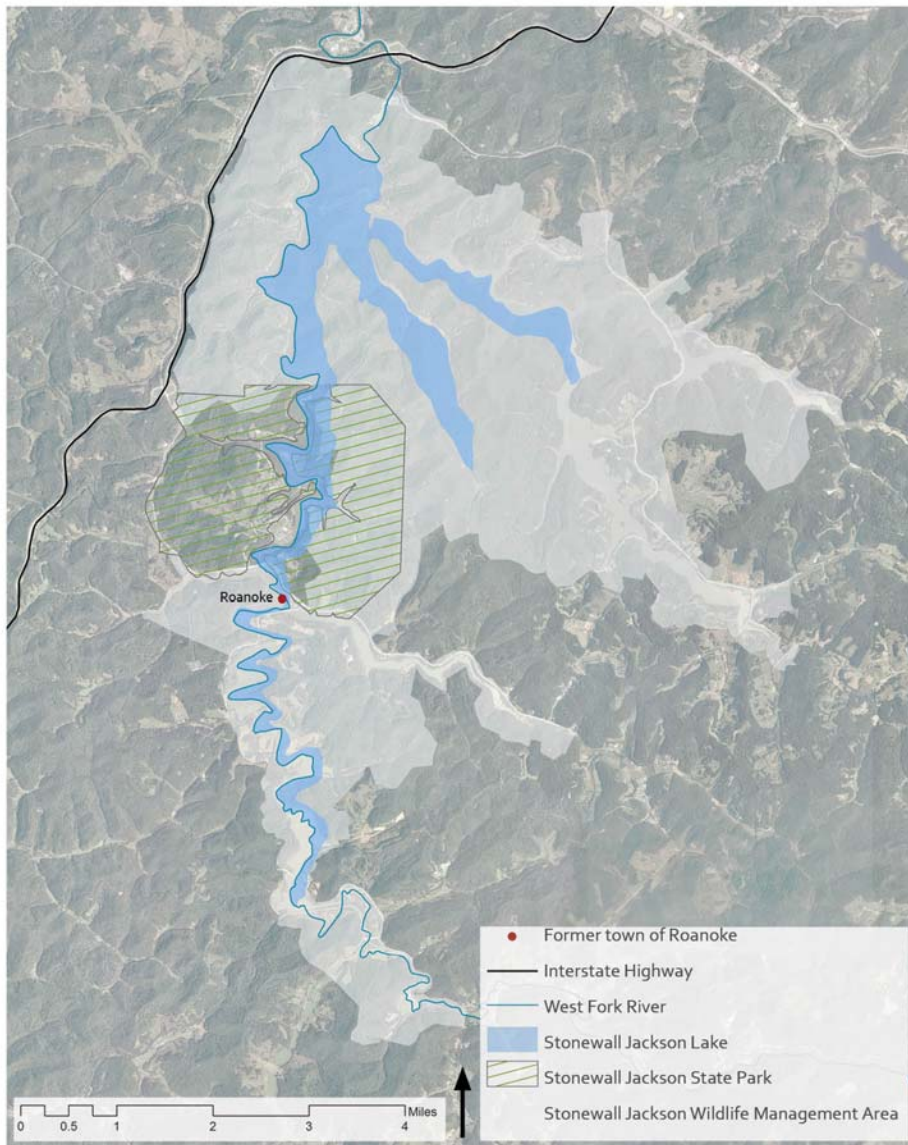 Roanoke
Former town of Roanoke
Interstate Highway
West Fork River
Stonewall Jackson Lake
Stonewall Jackson State Park
Stonewall Jackson Wildlife Management Area
Miles
0 0.5 1 2 3 4